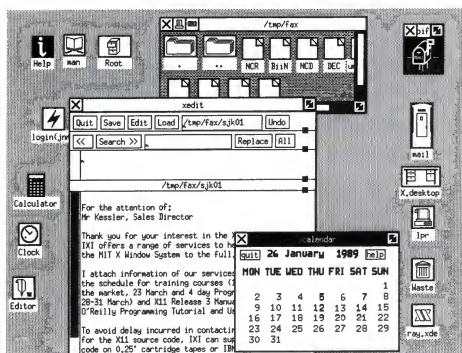 /tmp/fax
pif
Help
man
Root
.
..
NCR
BiiN
NCD
DEC
xedit
Quit Save Edit Load /tmp/fax/sjk01 Undo
<< Search >> Replace All
/tmp/fax/sjk01
login(jnr
Calculator
Clock
Editor
mail
X.desktop
lpr
Waste
ray.xde
For the attention of:
Mr Kessler, Sales Director
Thank you for your interest in the X
IXI offers a range of services to he
the MIT X Window System to the full.
I attach information of our services
the schedule for training courses (1
the market, 23 March and 4 day Progr
28-31 March) and X11 Release 3 Manua
O'Reilly Programming Tutorial and Us
To avoid delay incurred in contactin
for the X11 source code, IXI can sup
code on 0.25" cartridge tapes or IBM
calendar
quit 26 January 1989 help
MON TUE WED THU FRI SAT SUN
1
2 3 4 5 6 7 8
9 10 11 12 13 14 15
16 17 18 19 20 21 22
23 24 25 26 27 28 29
30 31